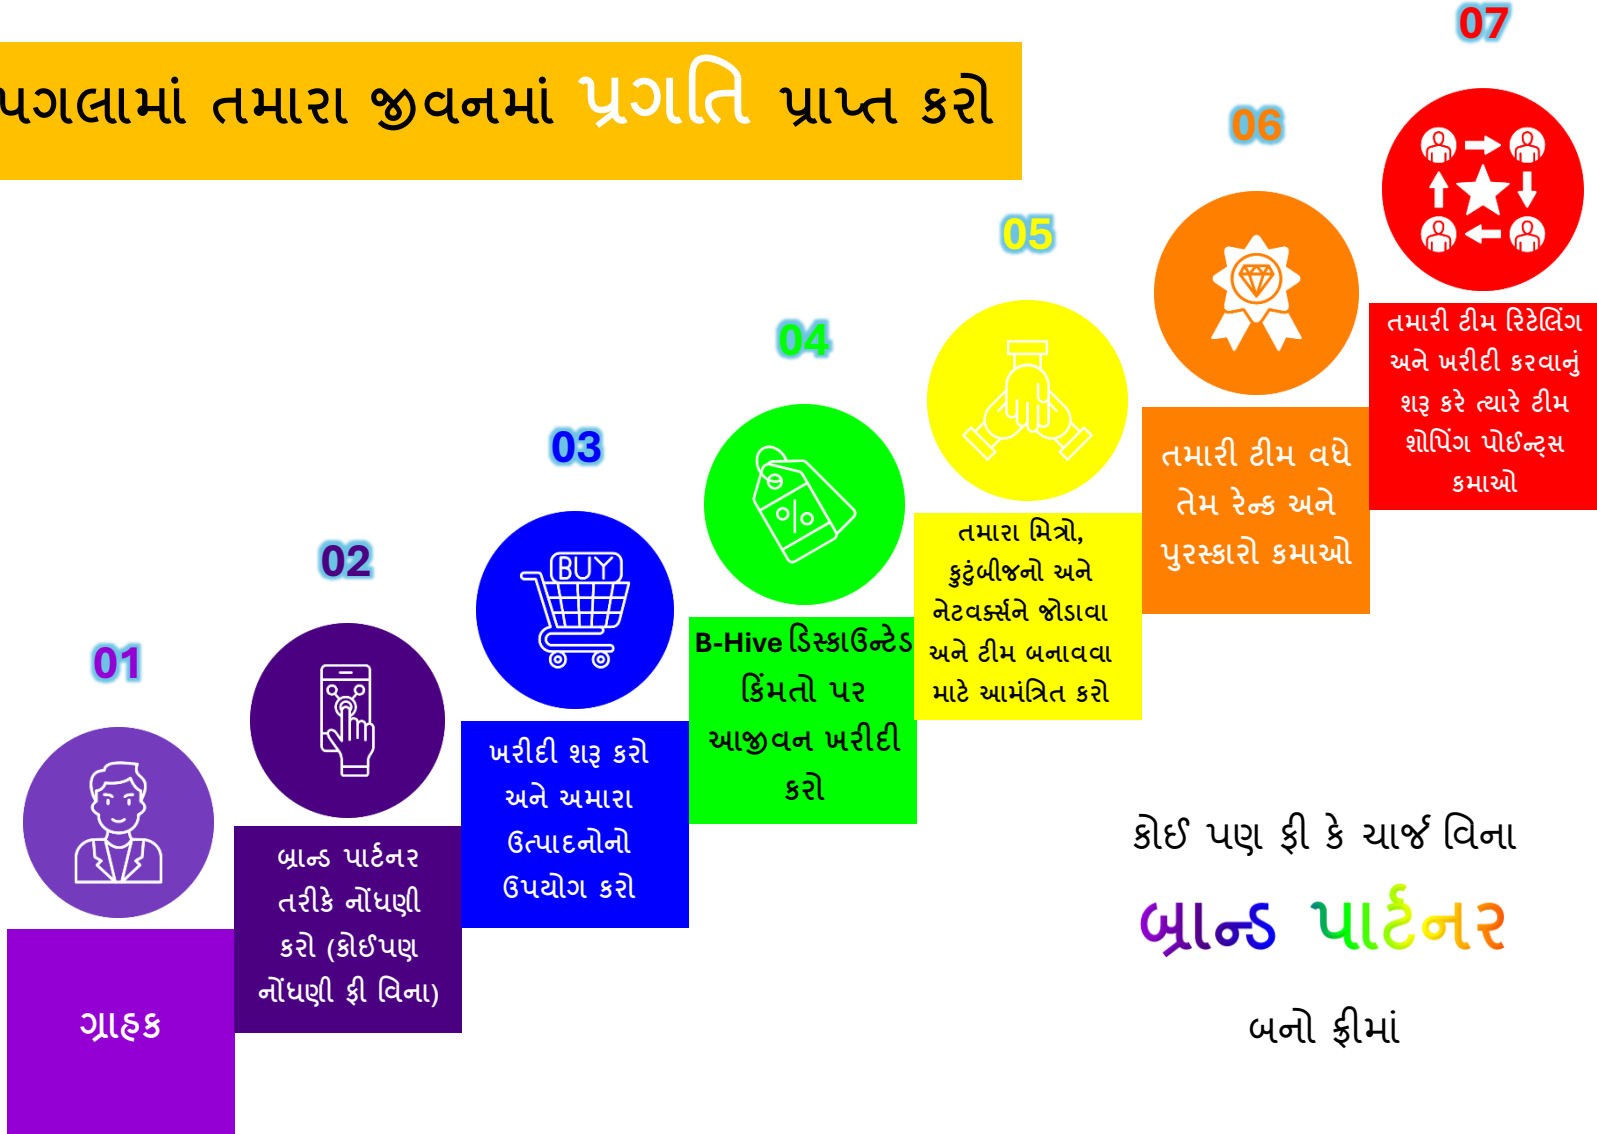 પગલામાં તમારા જીવનમાં પ્રગતિ પ્રાપ્ત કરો
01
ગ્રાહક
02
બ્રાન્ડ પાર્ટનર
તરીકે નોંધણી
કરો (કોઈપણ
નોંધણી ફી વિના)
03
BUY
ખરીદી શરૂ કરો
અને અમારા
ઉત્પાદનોનો
ઉપયોગ કરો
04
%
B-Hive ડિસ્કાઉન્ટેડ
કિંમતો પર
આજીવન ખરીદી
કરો
05
તમારા મિત્રો,
કુટુંબીજનો અને
નેટવર્ક્સને જોડાવા
અને ટીમ બનાવવા
માટે આમંત્રિત કરો
06
તમારી ટીમ વધે
તેમ રેન્ક અને
પુરસ્કારો કમાઓ
07
તમારી ટીમ રિટેલિંગ
અને ખરીદી કરવાનું
શરૂ કરે ત્યારે ટીમ
શોપિંગ પોઈન્ટ્સ
કમાઓ
કોઈ પણ ફી કે ચાર્જ વિના
બ્રાન્ડ પાર્ટનર
બનો ફ્રીમાં